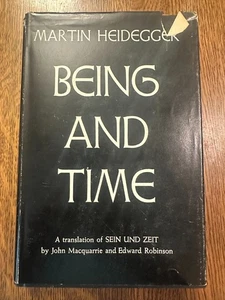 MARTIN HEIDEGGER
BEING
AND
TIME
A translation of SEIN UND ZEIT
by John Macquarrie and Edward Robinson